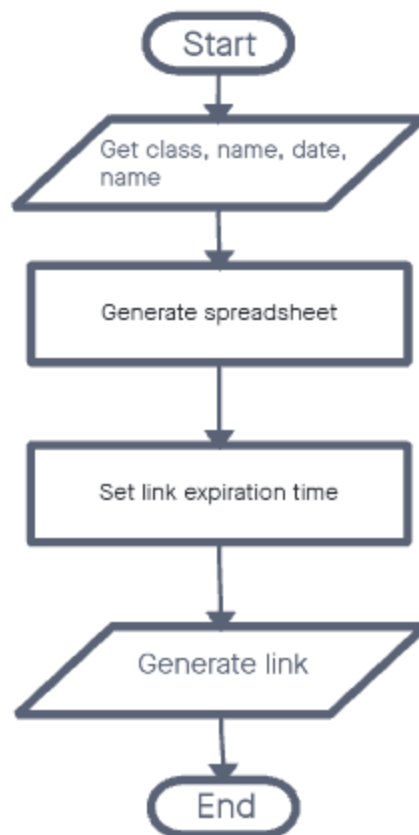 Start
Get class, name, date,
name
Generate spreadsheet
Set link expiration time
Generate link
End